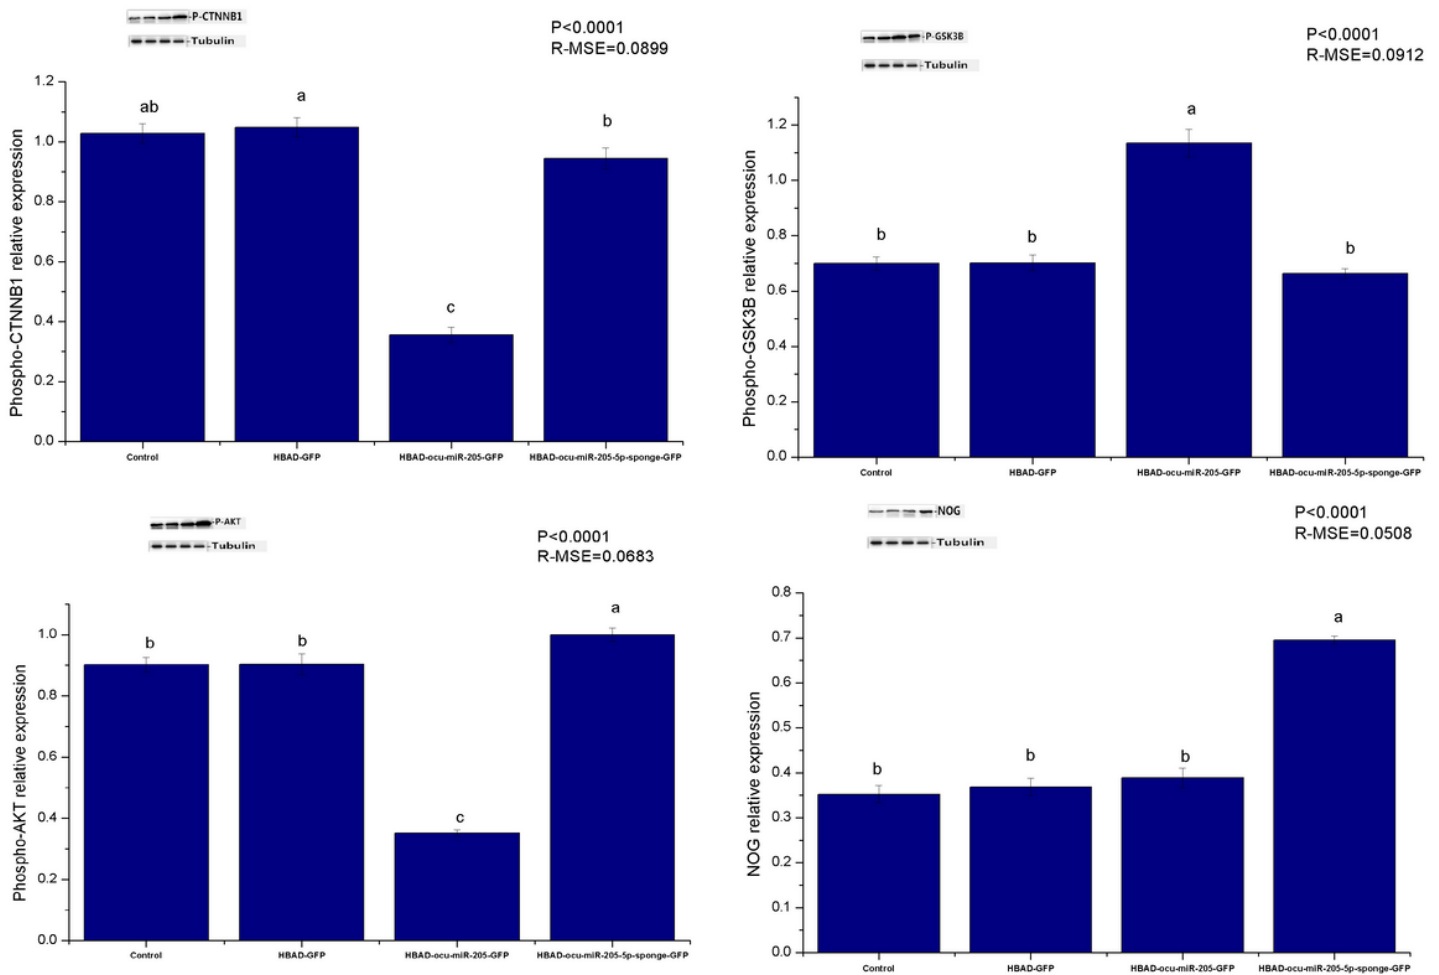 P-CTNNB1
Tubulin
P<0.0001
R-MSE=0.0899
Phospho-CTNNB1 relative expression
1.2
1.0
0.8
0.6
0.4
0.2
0.0
ab
a
c
b
Control
HBAD-GFP
HBAD-ocu-miR-205-GFP
HBAD-ocu-miR-205-5p-sponge-GFP
P-GSK3B
Tubulin
P<0.0001
R-MSE=0.0912
Phospho-GSK3B relative expression
1.2
1.0
0.8
0.6
0.4
0.2
0.0
b
b
a
b
Control
HBAD-GFP
HBAD-ocu-miR-205-GFP
HBAD-ocu-miR-205-5p-sponge-GFP
P-AKT
Tubulin
P<0.0001
R-MSE=0.0683
Phospho-AKT relative expression
1.0
0.8
0.6
0.4
0.2
0.0
b
b
c
a
Control
HBAD-GFP
HBAD-ocu-miR-205-GFP
HBAD-ocu-miR-205-5p-sponge-GFP
NOG
Tubulin
P<0.0001
R-MSE=0.0508
NOG relative expression
0.8
0.7
0.6
0.5
0.4
0.3
0.2
0.1
0.0
b
b
b
a
Control
HBAD-GFP
HBAD-ocu-miR-205-GFP
HBAD-ocu-miR-205-5p-sponge-GFP